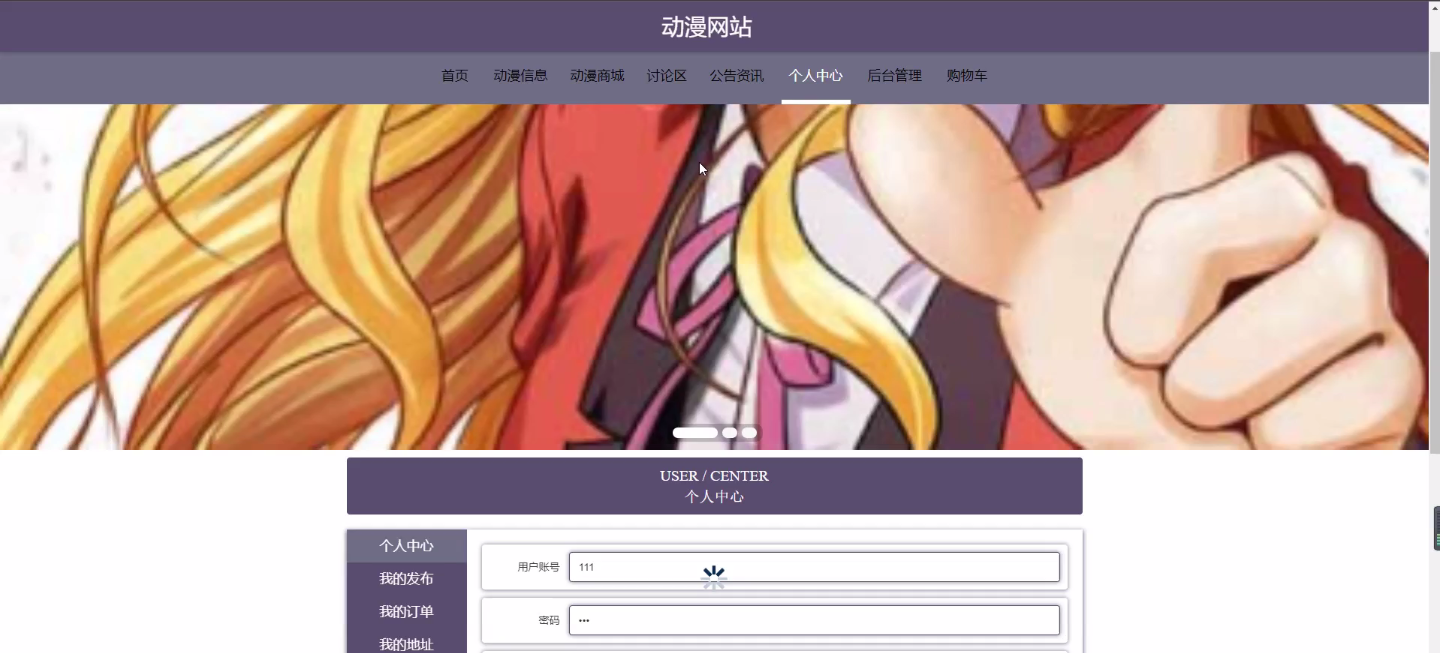 动漫网站
首页 动漫信息 动漫商城 讨论区 公告资讯 个人中心 后台管理 购物车
USER / CENTER
个人中心
个人中心
我的发布
我的订单
我的地址
用户账号 111
密码 •••